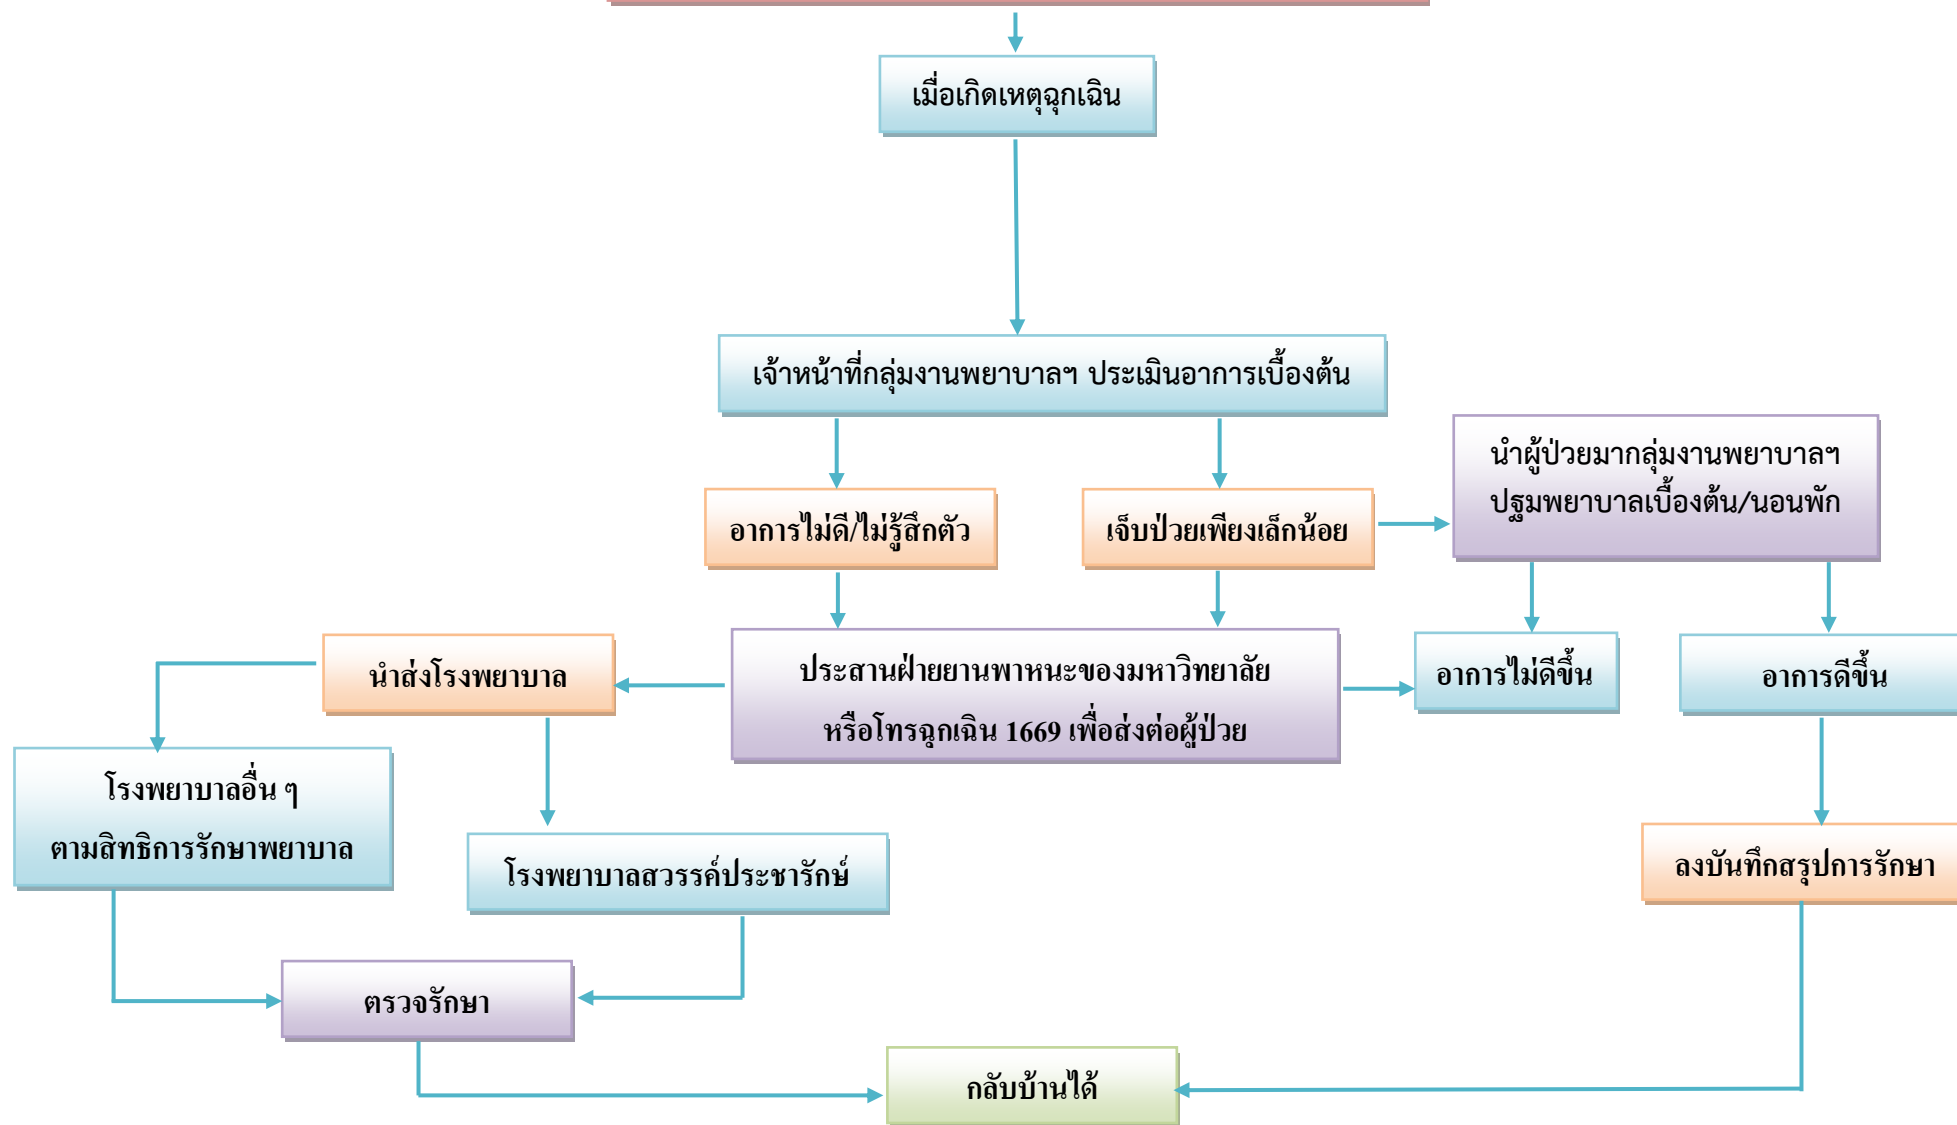 เมื่อเกิดเหตุฉุกเฉิน
เจ้าหน้าที่กลุ่มงานพยาบาลฯ ประเมินอาการเบื้องต้น
นำผู้ป่วยมากลุ่มงานพยาบาลฯ
ปฐมพยาบาลเบื้องต้น/นอนพัก
อาการไม่ดี/ไม่รู้สึกตัว
เจ็บป่วยเพียงเล็กน้อย
นำส่งโรงพยาบาล
ประสานฝ่ายยานพาหนะของมหาวิทยาลัย
หรือโทรฉุกเฉิน 1669 เพื่อส่งต่อผู้ป่วย
อาการไม่ดีขึ้น
อาการดีขึ้น
โรงพยาบาลอื่น ๆ
ตามสิทธิการรักษาพยาบาล
โรงพยาบาลสวรรค์ประชารักษ์
ลงบันทึกสรุปการรักษา
ตรวจรักษา
กลับบ้านได้